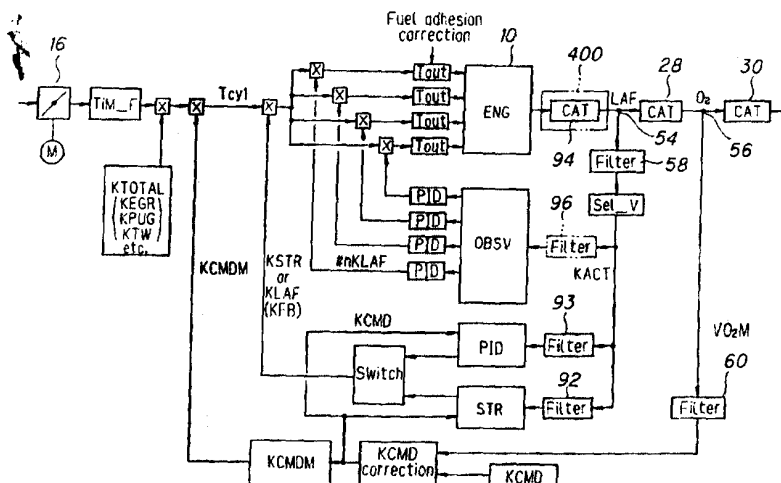 Fuel adhesion
correction
16
10
400
28
30
TiM_F
Tcyl
Tout
Tout
Tout
Tout
ENG
CAT
LAF
CAT
O₂
CAT
94
54
56
M
Filter
58
KTOTAL
(KEGR
KPUG
KTW
etc.)
Sel_V
PID
PID
PID
PID
OBSV
96
Filter
KCMDM
KSTR
or
KLAF
(KFB)
#nKLAF
KACT
KCMD
93
PID
Filter
VO₂M
Switch
92
60
STR
Filter
Filter
KCMDM
KCMD
correction
KCMD